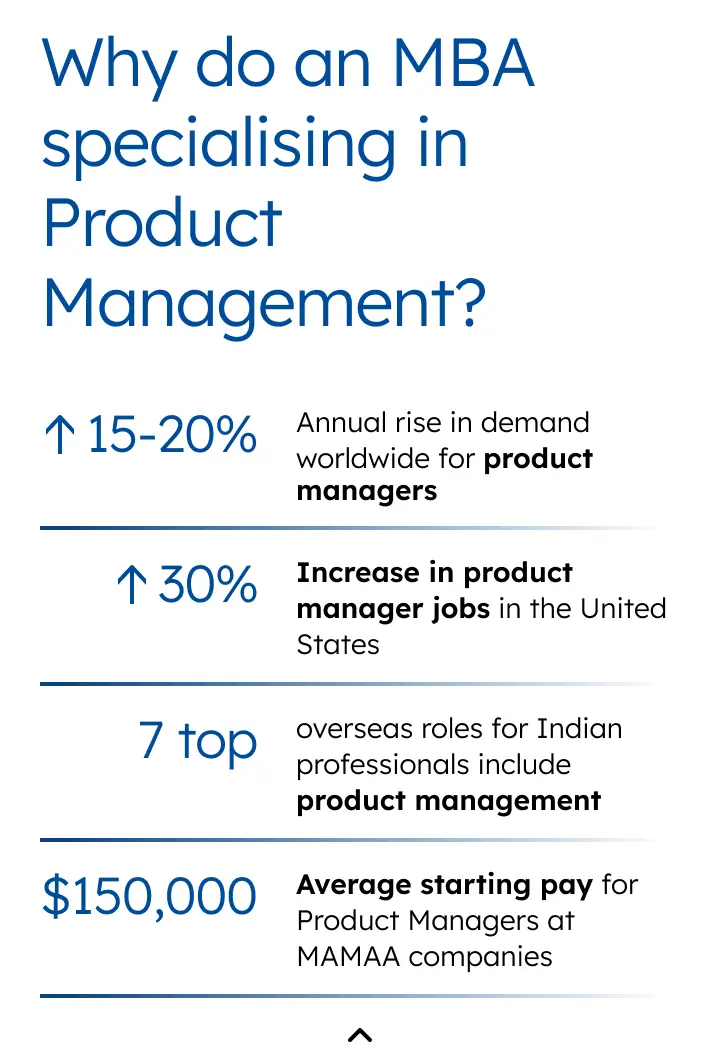 Why do an MBA
specialising in
Product
Management?
↑ 15-20%
Annual rise in demand
worldwide for product
managers
↑ 30%
Increase in product
manager jobs in the United
States
7 top
overseas roles for Indian
professionals include
product management
$150,000
Average starting pay for
Product Managers at
MAMAA companies